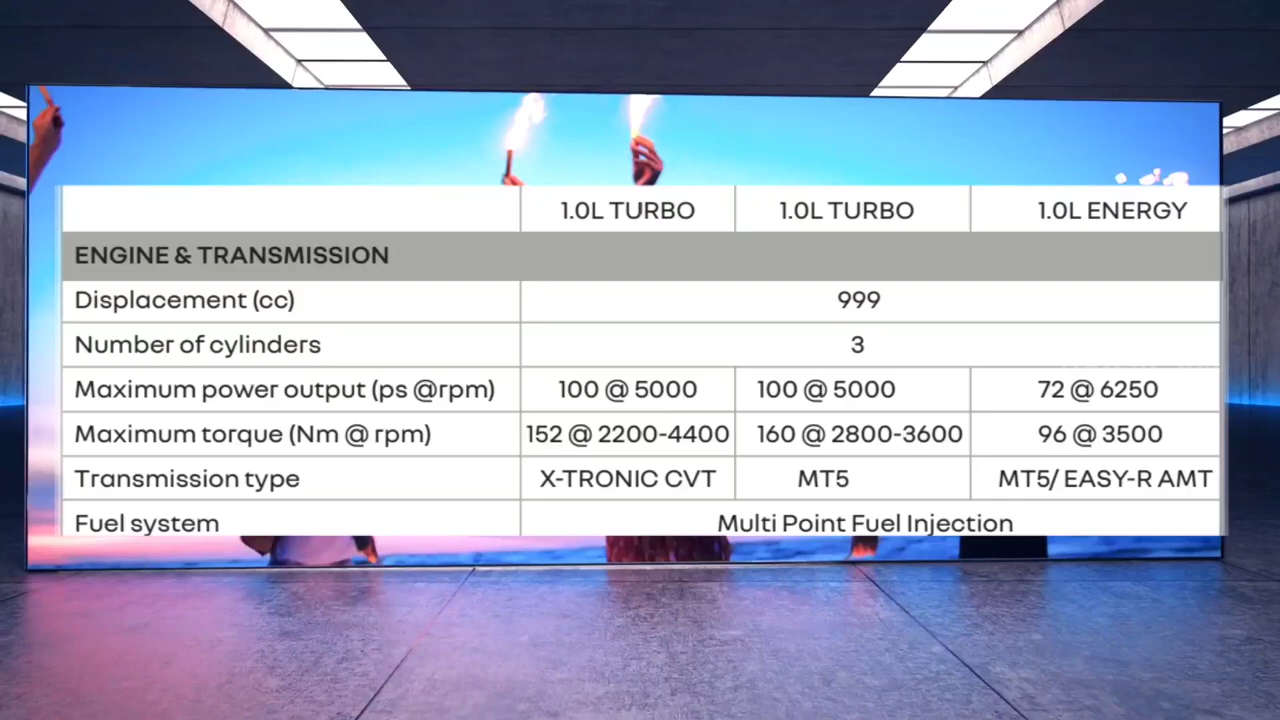 1.0L TURBO 1.0L TURBO 1.0L ENERGY
ENGINE & TRANSMISSION
Displacement (cc) 999
Number of cylinders 3
Maximum power output (ps @rpm) 100 @ 5000 100 @ 5000 72 @ 6250
Maximum torque (Nm @ rpm) 152 @ 2200-4400 160 @ 2800-3600 96 @ 3500
Transmission type X-TRONIC CVT MT5 MT5/ EASY-R AMT
Fuel system Multi Point Fuel Injection